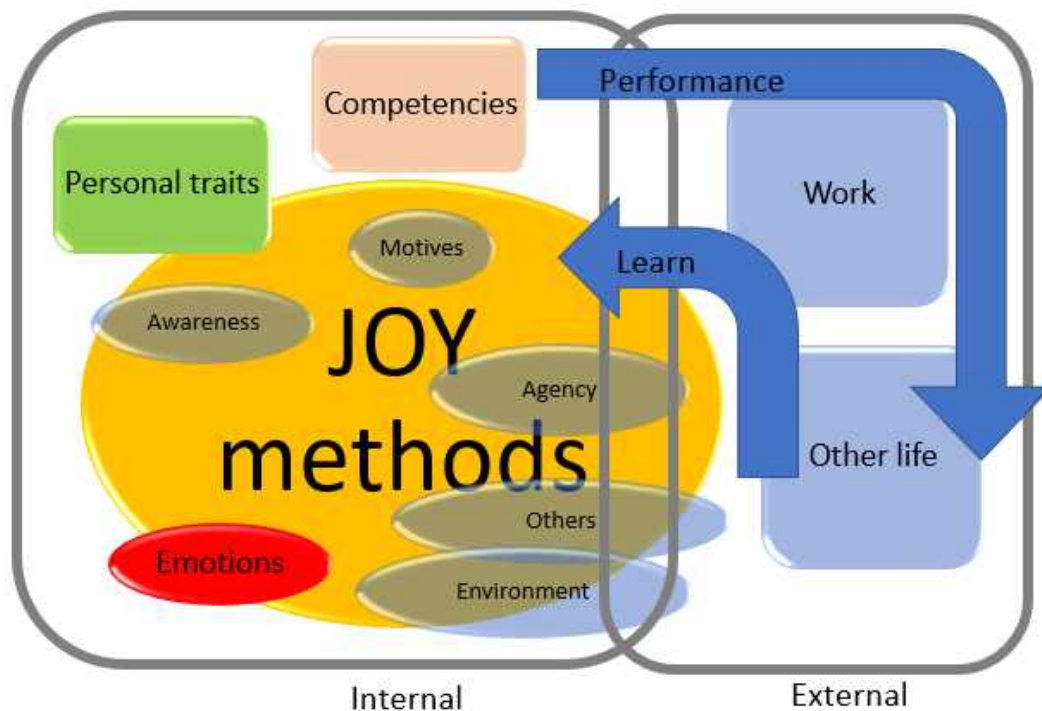 Competencies
Performance
Personal traits
Work
Motives
Learn
Awareness
JOY
Agency
methods
Other life
Others
Emotions
Environment
Internal
External